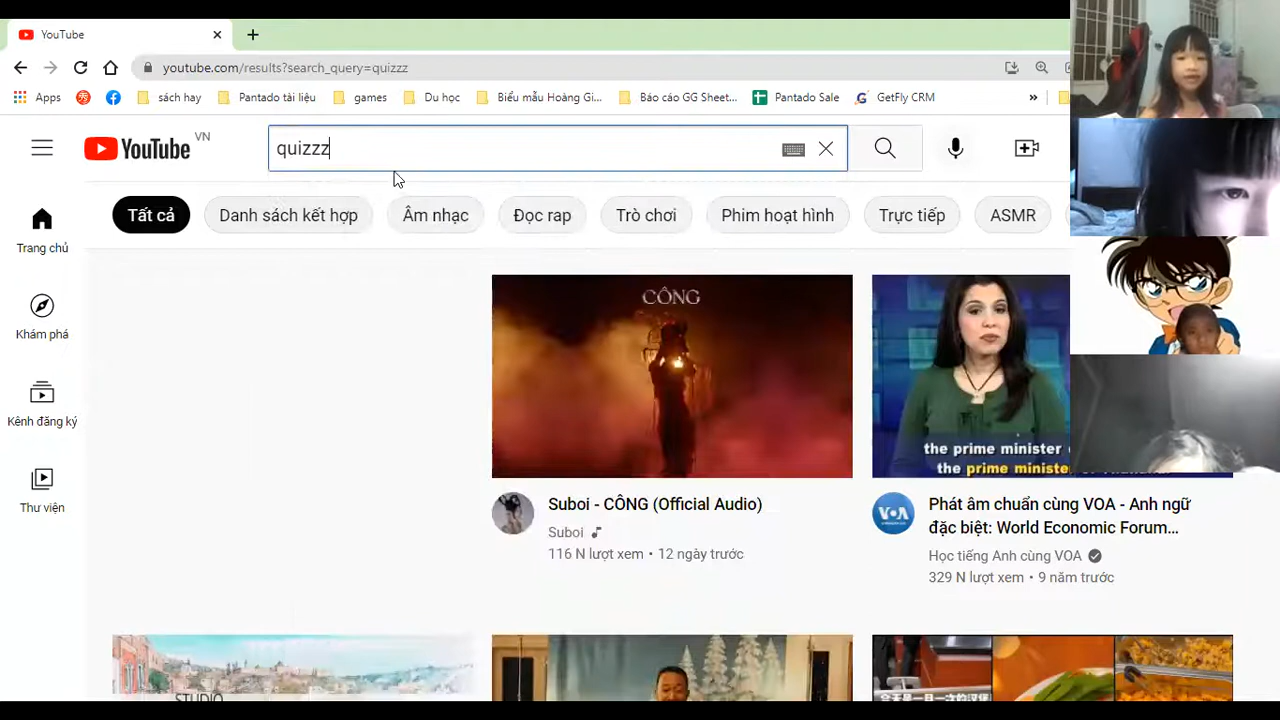 YouTube
youtube.com/results?search_query=quizzz
Apps
sách hay
Pantado tài liệu
games
Du học
Biểu mẫu Hoàng Gi...
Báo cáo GG Sheet...
Pantado Sale
GetFly CRM
»
YouTube VN
quizzz
Tất cả
Danh sách kết hợp
Âm nhạc
Đọc rap
Trò chơi
Phim hoạt hình
Trực tiếp
ASMR
Trang chủ
Khám phá
Kênh đăng ký
Thư viện
CÔNG
the prime minister
the prime minister
Suboi - CÔNG (Official Audio)
Suboi
116 N lượt xem • 12 ngày trước
VOA
Phát âm chuẩn cùng VOA - Anh ngữ
đặc biệt: World Economic Forum...
Học tiếng Anh cùng VOA
329 N lượt xem • 9 năm trước
STUDIO